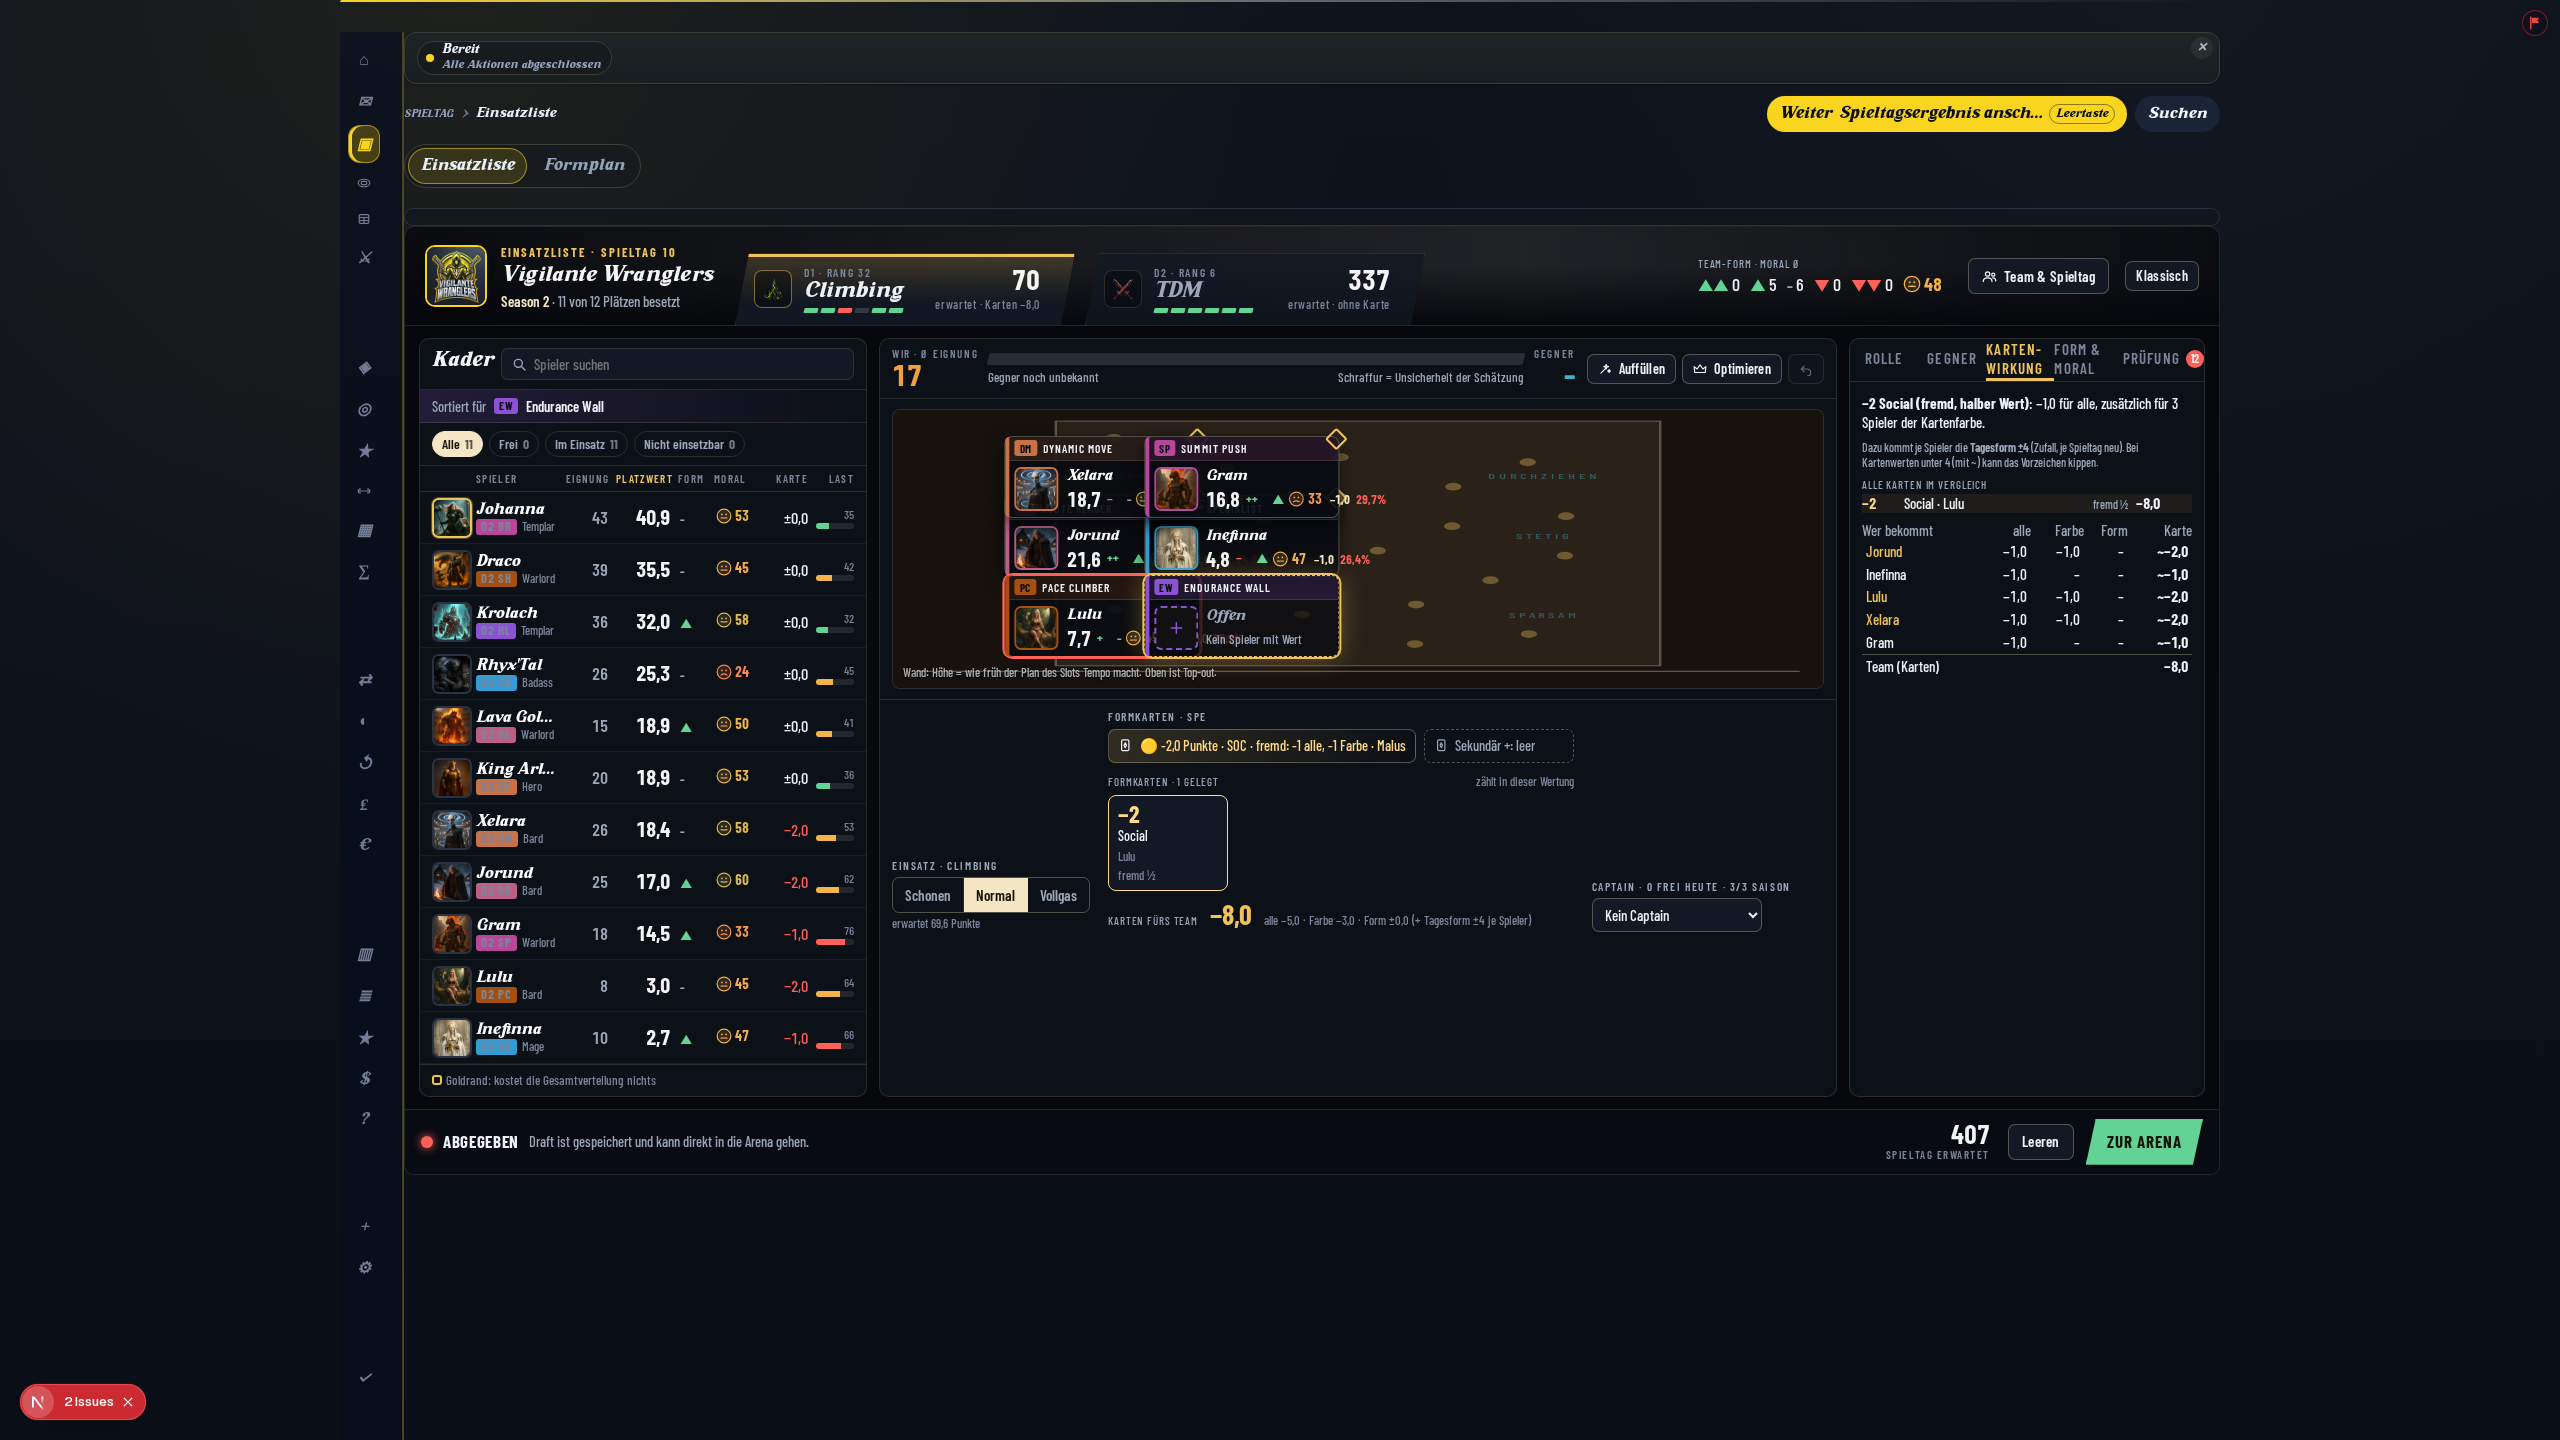 Bereit
Alle Aktionen abgeschlossen
SPIELTAG > Einsatzliste
Weiter Spieltagsergebnis ansch... Leertaste
Suchen
Einsatzliste
Formplan
EINSATZLISTE · SPIELTAG 10
Vigilante Wranglers
Season 2 · 11 von 12 Plätzen besetzt
D1 · RANG 32
Climbing
70
erwartet · Karten −8,0
D2 · RANG 6
TDM
337
erwartet · ohne Karte
TEAM-FORM · MORAL Ø
0 5 - 6 0 0 48
Team & Spieltag
Klassisch
Kader
Spieler suchen
Sortiert für EW Endurance Wall
Alle 11
Frei 0
Im Einsatz 11
Nicht einsetzbar 0
SPIELER EIGNUNG PLATZWERT FORM MORAL KARTE LAST
Johanna 43 40,9 - 53 ±0,0 35
D2 BR Templar
Draco 39 35,5 - 45 ±0,0 42
D2 SH Warlord
Krolach 36 32,0 58 ±0,0 32
Templar
Rhyx'Tal 26 25,3 - 24 ±0,0 45
Badass
Lava Gol... 15 18,9 50 ±0,0 41
Warlord
King Arl... 20 18,9 - 53 ±0,0 36
Hero
Xelara 26 18,4 - 58 −2,0 53
Bard
Jorund 25 17,0 60 −2,0 62
Bard
Gram 18 14,5 33 −1,0 76
D2 SP Warlord
Lulu 8 3,0 - 45 −2,0 64
D2 PC Bard
Inefinna 10 2,7 47 −1,0 66
Mage
Goldrand: kostet die Gesamtverteilung nichts
WIR · Ø EIGNUNG
17
Gegner noch unbekannt
Schraffur = Unsicherheit der Schätzung
GEGNER
–
Auffüllen
Optimieren
DM DYNAMIC MOVE
Xelara
18,7 - -
SP SUMMIT PUSH
Gram
16,8 ++ 33 −1,0 29,7%
Jorund
21,6 ++
Inefinna
4,8 - 47 −1,0 26,4%
PC PACE CLIMBER
Lulu
7,7 + -
EW ENDURANCE WALL
Offen
Kein Spieler mit Wert
DURCHZIEHEN
STETIG
SPARSAM
Wand: Höhe = wie früh der Plan des Slots Tempo macht. Oben ist Top-out.
FORMKARTEN · SPE
-2,0 Punkte · SOC · fremd: -1 alle, -1 Farbe · Malus
Sekundär +: leer
FORMKARTEN · 1 GELEGT
zählt in dieser Wertung
−2
Social
Lulu
fremd ½
EINSATZ · CLIMBING
Schonen
Normal
Vollgas
erwartet 69,6 Punkte
KARTEN FÜRS TEAM −8,0 alle −5,0 · Farbe −3,0 · Form ±0,0 (+ Tagesform ±4 je Spieler)
CAPTAIN · 0 FREI HEUTE · 3/3 SAISON
Kein Captain
ROLLE
GEGNER
KARTEN-WIRKUNG
FORM & MORAL
PRÜFUNG 12
−2 Social (fremd, halber Wert): −1,0 für alle, zusätzlich für 3
Spieler der Kartenfarbe.
Dazu kommt je Spieler die Tagesform ±4 (Zufall, je Spieltag neu). Bei
Kartenwerten unter 4 (mit ~) kann das Vorzeichen kippen.
ALLE KARTEN IM VERGLEICH
−2 Social · Lulu fremd ½ −8,0
Wer bekommt alle Farbe Form Karte
Jorund −1,0 −1,0 – ~−2,0
Inefinna −1,0 – – ~−1,0
Lulu −1,0 −1,0 – ~−2,0
Xelara −1,0 −1,0 – ~−2,0
Gram −1,0 – – ~−1,0
Team (Karten) −8,0
ABGEGEBEN Draft ist gespeichert und kann direkt in die Arena gehen.
407
SPIELTAG ERWARTET
Leeren
ZUR ARENA
2 Issues